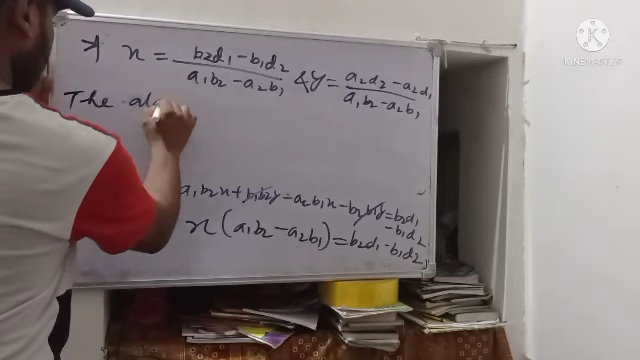 * x = b2d1 - b1d2 / a1b2 - a2b1 & y = a2d2 - a2d1 / a1b2 - a2b1
The
a1b2x + b1b2y - a2b1x - b2b1y = b2d1
- b1d2
x (a1b2 - a2b1) = b2d1 - b1d2
KINEMASTER